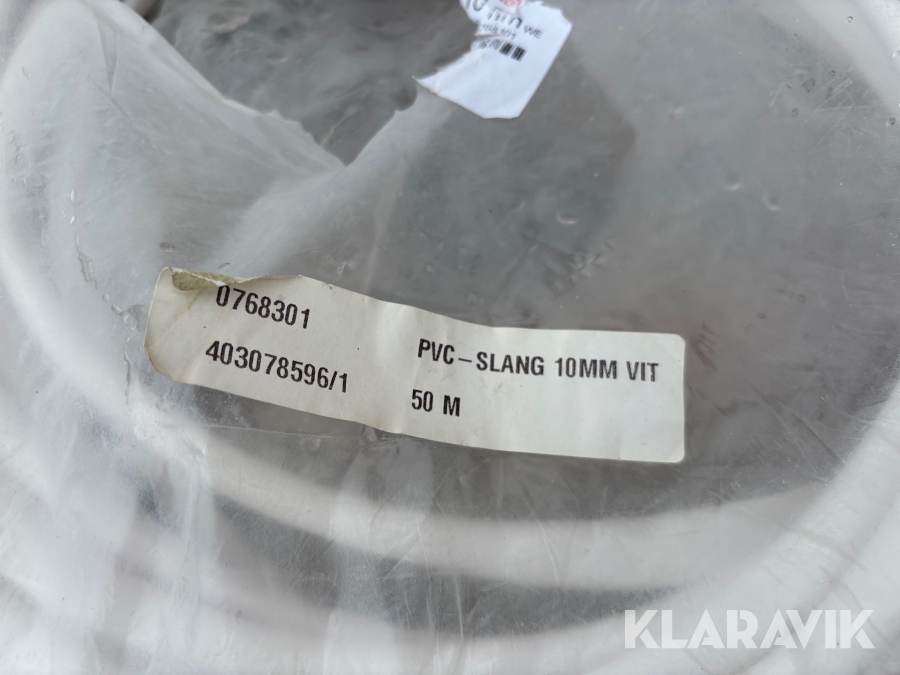 0768301
403078596/1
PVC-SLANG 10MM VIT
50 M
KLARAVIK